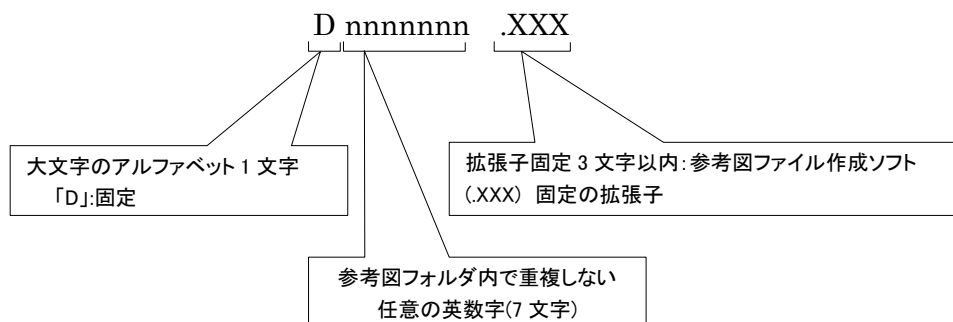 D nnnnnnn .XXX
大文字のアルファベット 1 文字
「D」:固定
拡張子固定 3 文字以内:参考図ファイル作成ソフト
(.XXX) 固定の拡張子
参考図フォルダ内で重複しない
任意の英数字(7 文字)